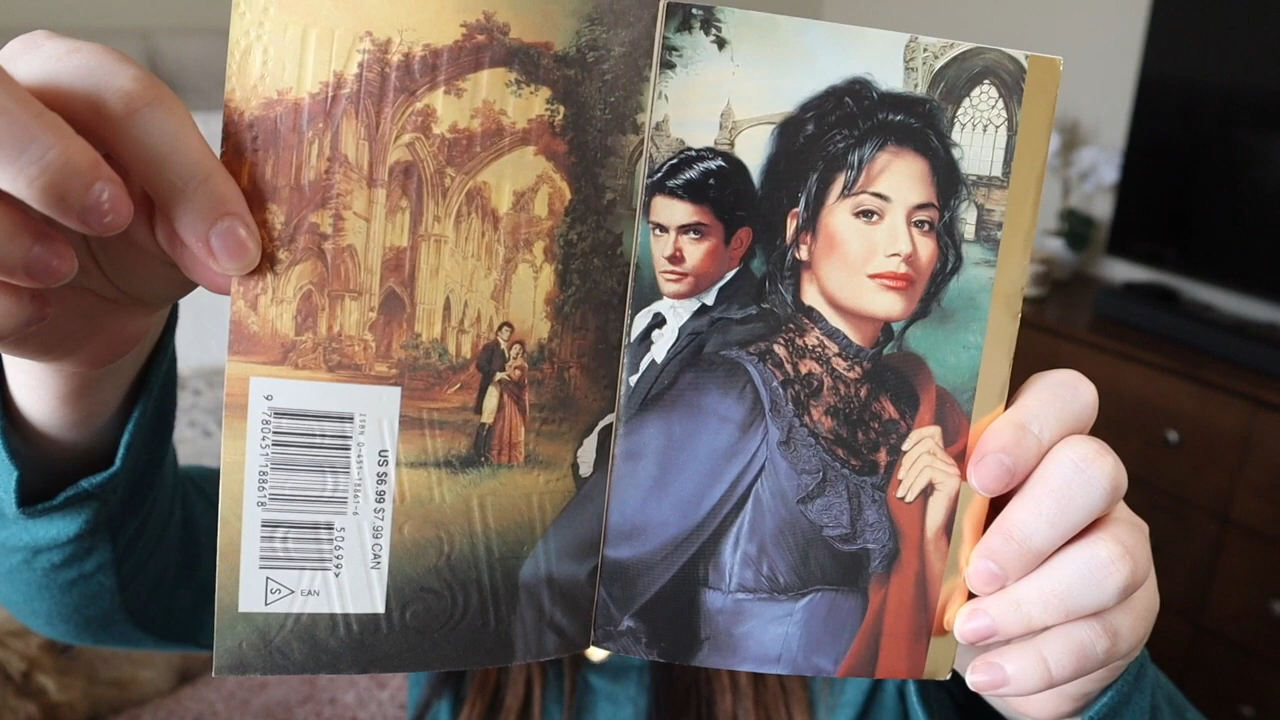 ISBN 0-451-18861-6
9 780451 188618
50699>
US $6.99 $7.99 CAN
S
EAN